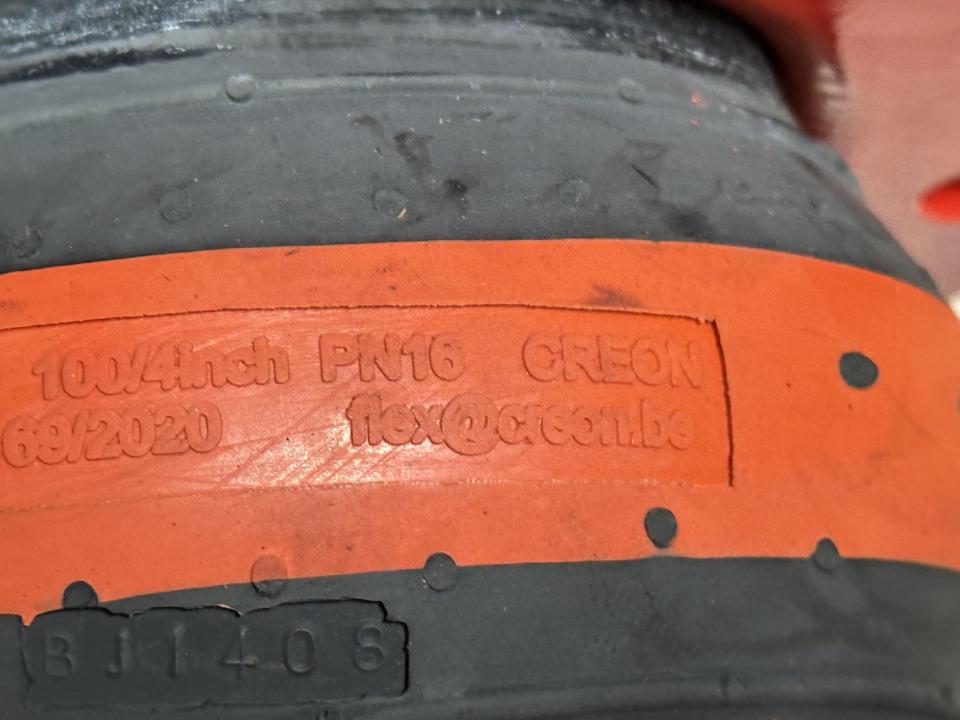 100/4inch PN16 CREON
69/2020 flex@creon.be
BJ1408